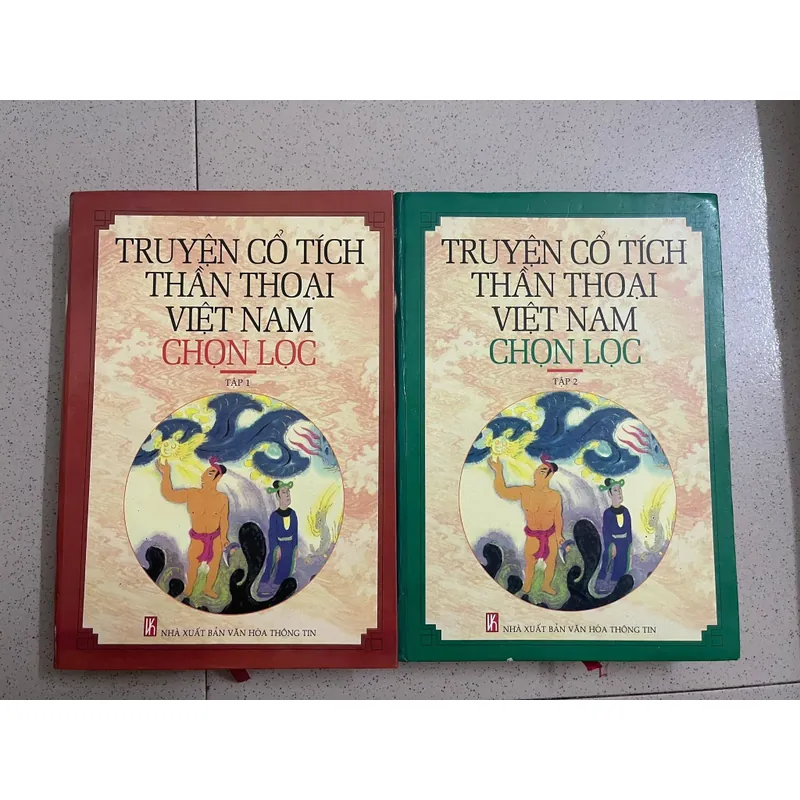 TRUYỆN CỔ TÍCH
THẦN THOẠI
VIỆT NAM
CHỌN LỌC
TẬP 1
NHÀ XUẤT BẢN VĂN HÓA THÔNG TIN
TRUYỆN CỔ TÍCH
THẦN THOẠI
VIỆT NAM
CHỌN LỌC
TẬP 2
NHÀ XUẤT BẢN VĂN HÓA THÔNG TIN